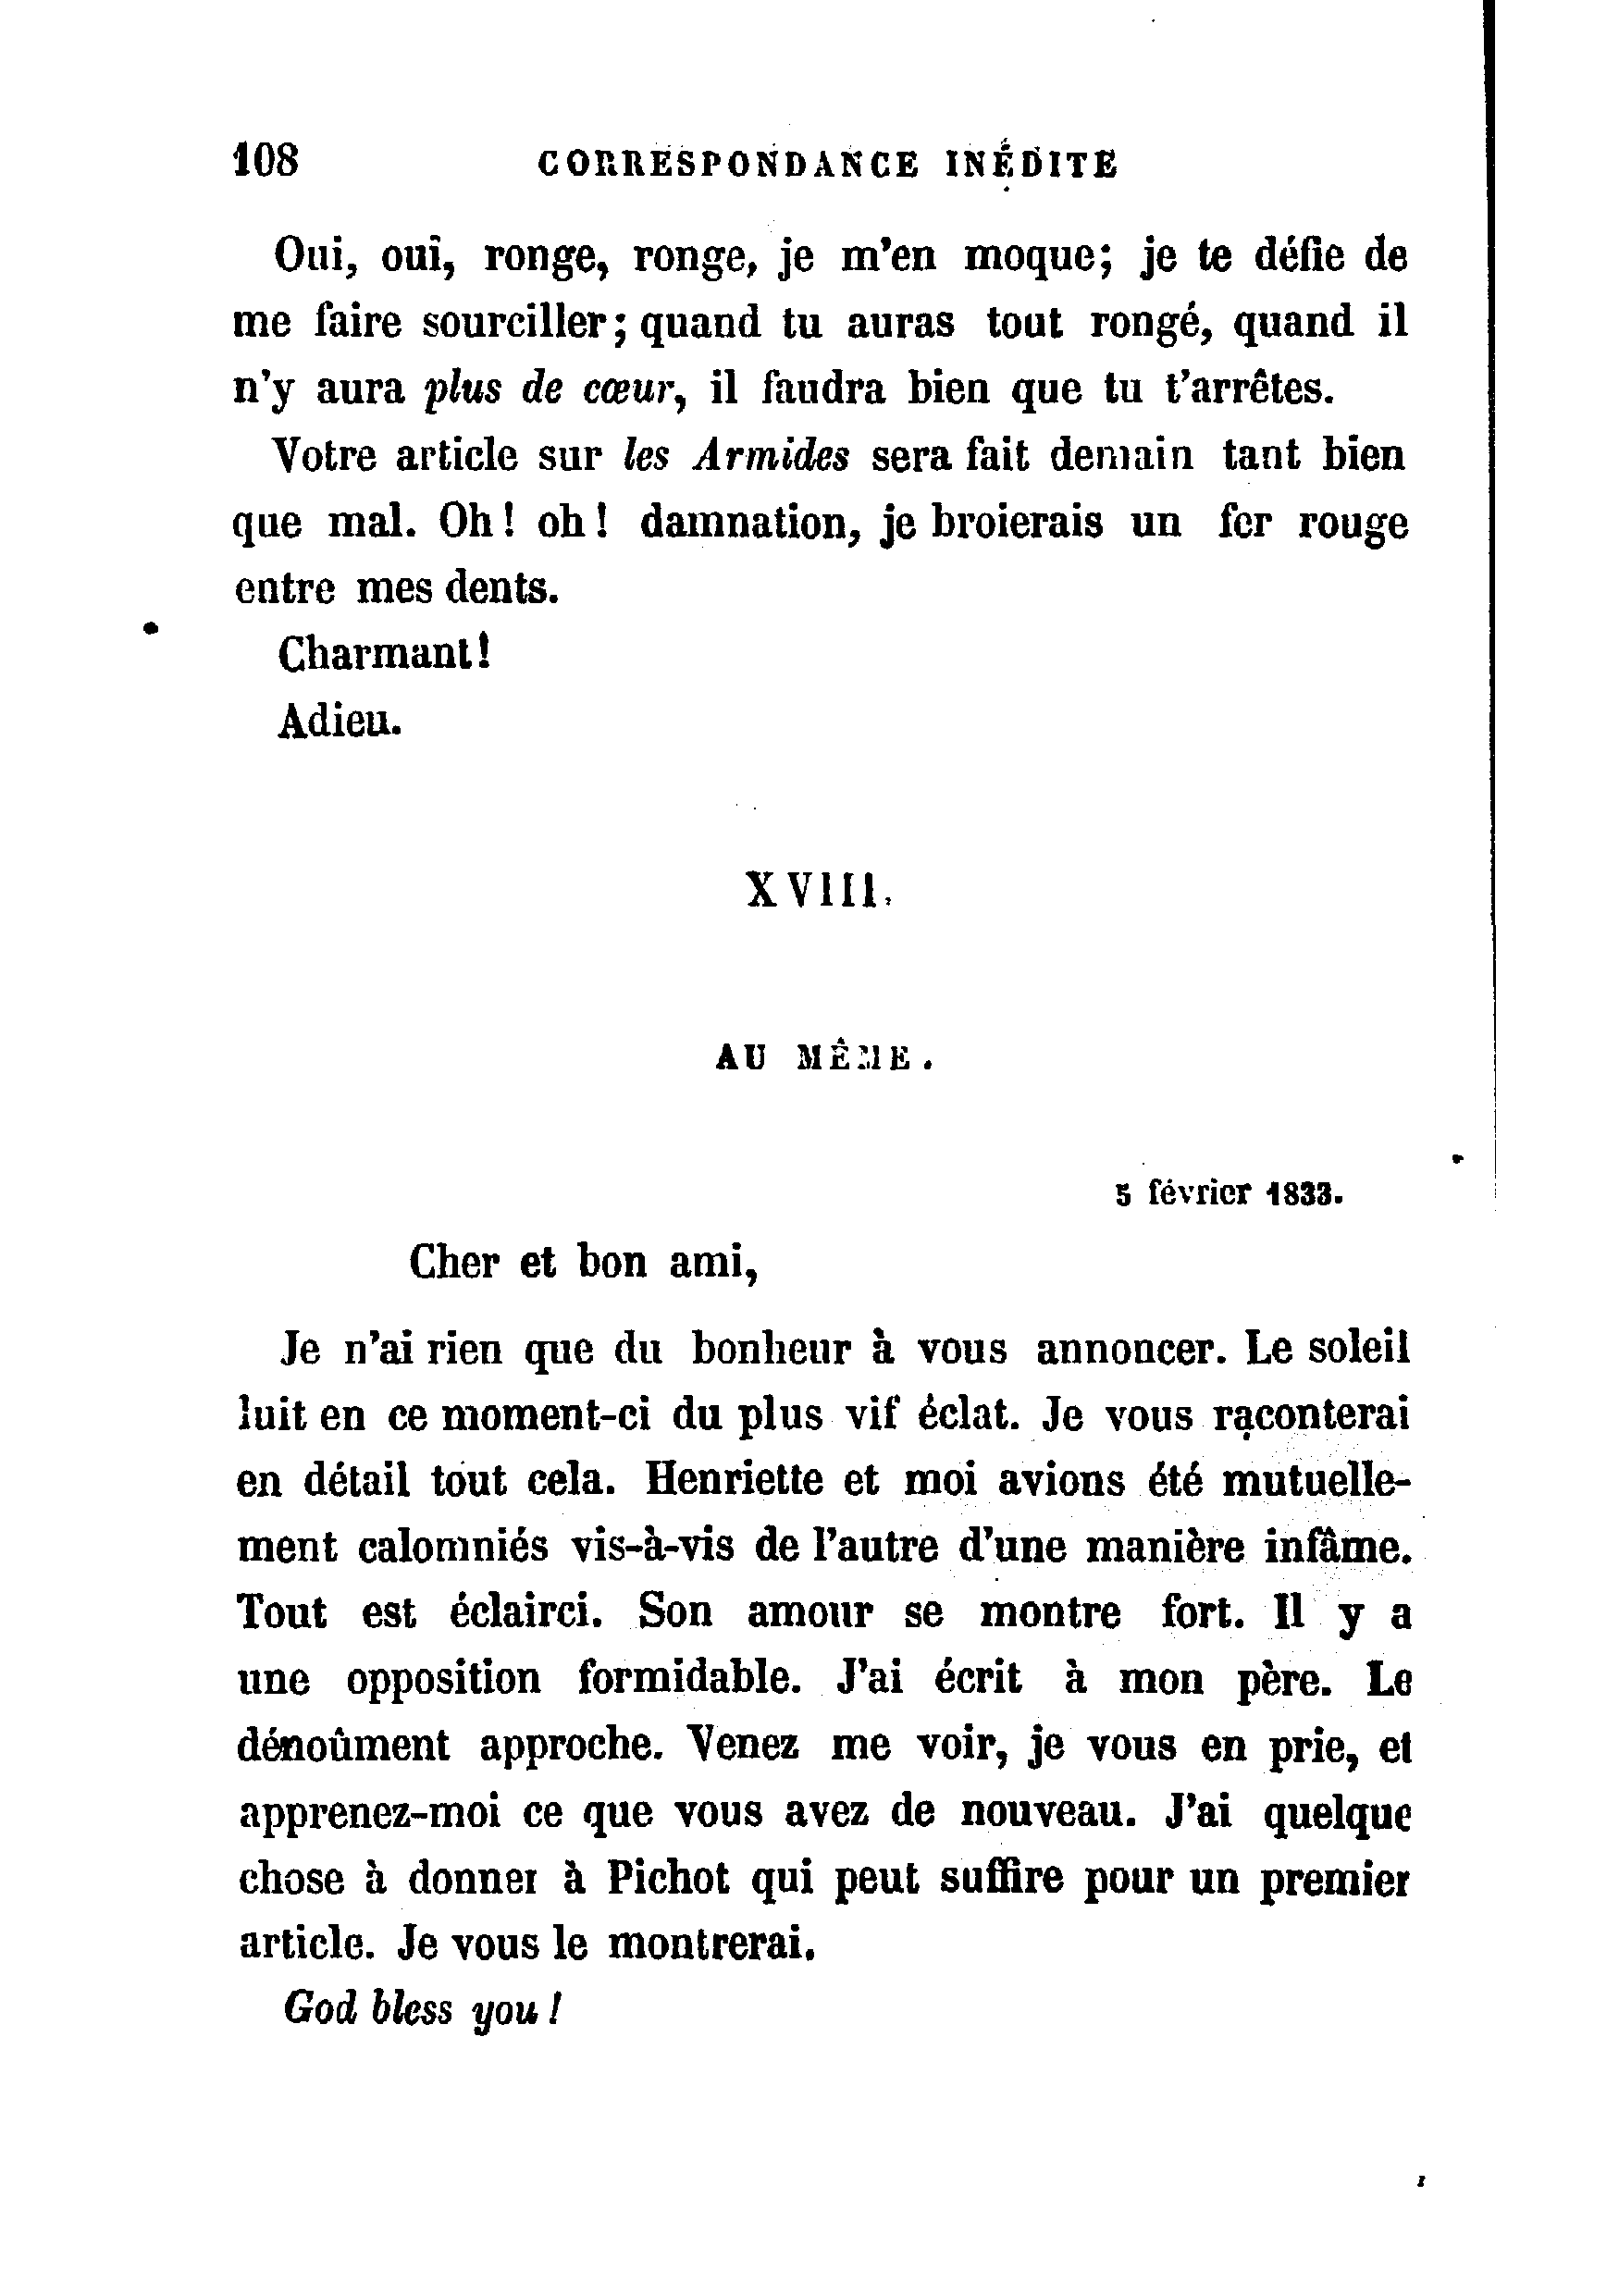 108 CORRESPONDANCE INÉDITE
Oui, oui, ronge, ronge, je m'en moque; je te défie de
me faire sourciller; quand tu auras tout rongé, quand il
n'y aura plus de cœur, il faudra bien que tu t'arrêtes.
Votre article sur les Armides sera fait demain tant bien
que mal. Oh! oh! damnation, je broierais un fer rouge
entre mes dents.
Charmant!
Adieu.
XVIII.
AU MÊME.
5 février 1833.
Cher et bon ami,
Je n'ai rien que du bonheur à vous annoncer. Le soleil
luit en ce moment-ci du plus vif éclat. Je vous raconterai
en détail tout cela. Henriette et moi avions été mutuelle-
ment calomniés vis-à-vis de l'autre d'une manière infâme.
Tout est éclairci. Son amour se montre fort. Il y a
une opposition formidable. J'ai écrit à mon père. Le
dénoûment approche. Venez me voir, je vous en prie, et
apprenez-moi ce que vous avez de nouveau. J'ai quelque
chose à donner à Pichot qui peut suffire pour un premier
article. Je vous le montrerai.
God bless you!